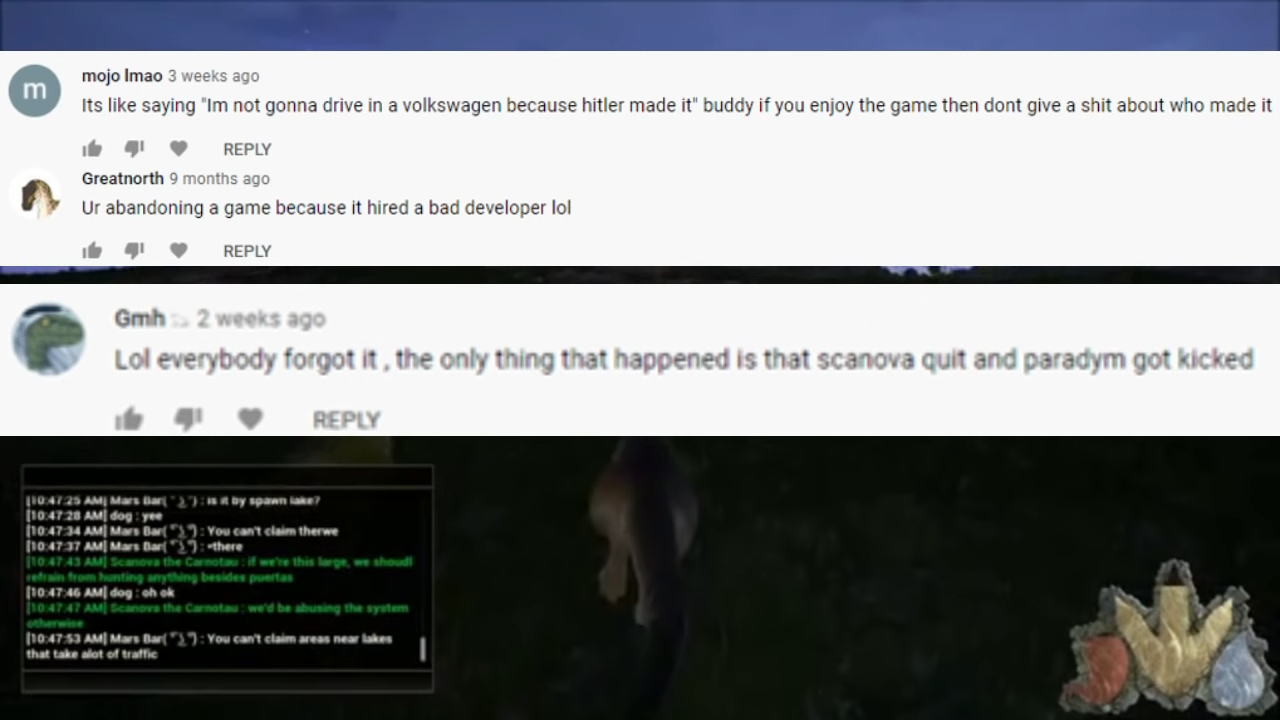 m
mojo lmao 3 weeks ago
Its like saying "Im not gonna drive in a volkswagen because hitler made it" buddy if you enjoy the game then dont give a shit about who made it
REPLY
Greatnorth 9 months ago
Ur abandoning a game because it hired a bad developer lol
REPLY
Gmh 2 weeks ago
Lol everybody forgot it , the only thing that happened is that scanova quit and paradym got kicked
REPLY
[10:47:25 AM] Mars Bar( ͡° ͜ʖ ͡°) : is it by spawn lake?
[10:47:28 AM] dog : yee
[10:47:34 AM] Mars Bar( ͡° ͜ʖ ͡°) : You can't claim therwe
[10:47:37 AM] Mars Bar( ͡° ͜ʖ ͡°) : *there
[10:47:43 AM] Scanova the Carnotau : if we're this large, we shoudl
refrain from hunting anything besides puertas
[10:47:46 AM] dog : oh ok
[10:47:47 AM] Scanova the Carnotau : we'd be abusing the system
otherwise
[10:47:53 AM] Mars Bar( ͡° ͜ʖ ͡°) : You can't claim areas near lakes
that take alot of traffic